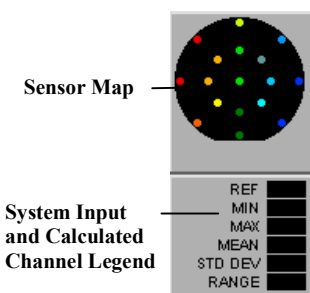 Sensor Map
REF
System Input
and Calculated
Channel Legend
MIN
MAX
MEAN
STD DEV
RANGE